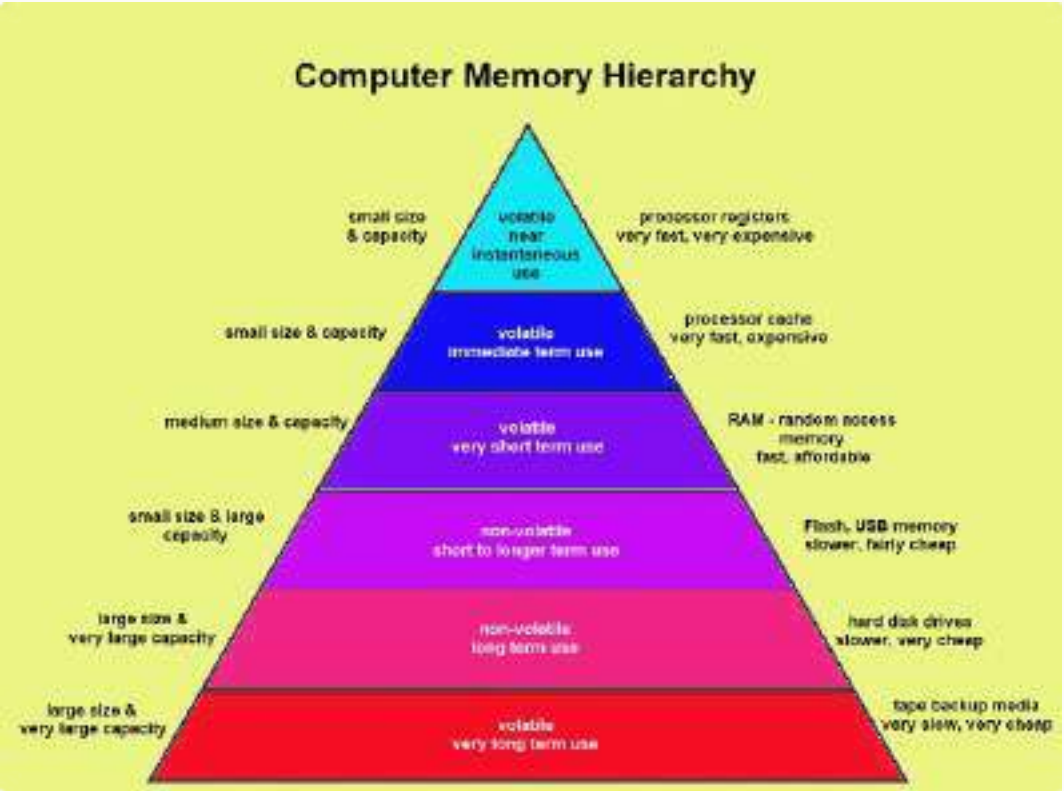 Computer Memory Hierarchy
small size
& capacity
volatile
near
instantaneous
use
processor registers
very fast, very expensive
small size & capacity
volatile
immediate term use
processor cache
very fast, expensive
medium size & capacity
volatile
very short term use
RAM - random access
memory
fast, affordable
small size & large
capacity
non-volatile
short to longer term use
Flash, USB memory
slower, fairly cheap
large size &
very large capacity
non-volatile
long term use
hard disk drives
slower, very cheap
large size &
very large capacity
volatile
very long term use
tape backup media
very slow, very cheap